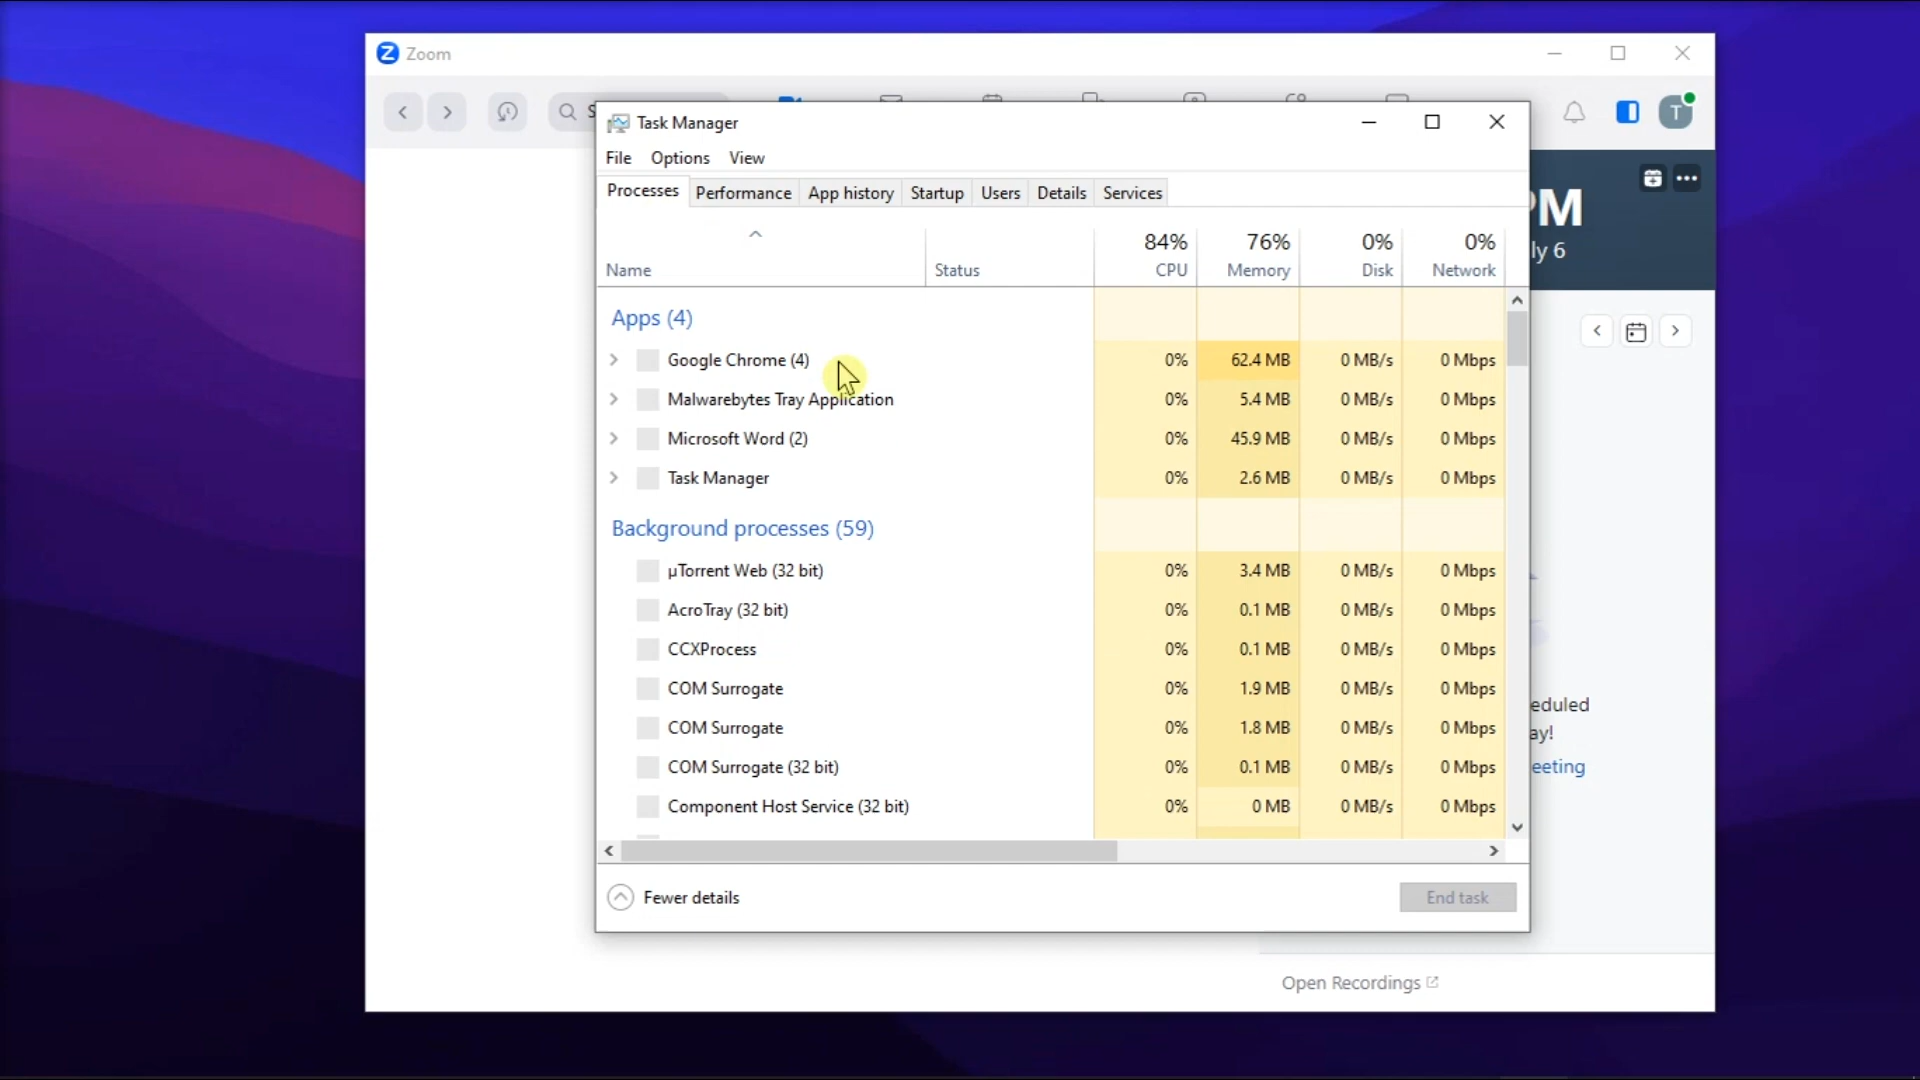 Zoom
S
Task Manager
File Options View
Processes Performance App history Startup Users Details Services
PM
ly 6
84% 76% 0% 0%
Name Status CPU Memory Disk Network
Apps (4)
Google Chrome (4) 0% 62.4 MB 0 MB/s 0 Mbps
Malwarebytes Tray Application 0% 5.4 MB 0 MB/s 0 Mbps
Microsoft Word (2) 0% 45.9 MB 0 MB/s 0 Mbps
Task Manager 0% 2.6 MB 0 MB/s 0 Mbps
Background processes (59)
µTorrent Web (32 bit) 0% 3.4 MB 0 MB/s 0 Mbps
AcroTray (32 bit) 0% 0.1 MB 0 MB/s 0 Mbps
CCXProcess 0% 0.1 MB 0 MB/s 0 Mbps
COM Surrogate 0% 1.9 MB 0 MB/s 0 Mbps
eduled
COM Surrogate 0% 1.8 MB 0 MB/s 0 Mbps
ay!
COM Surrogate (32 bit) 0% 0.1 MB 0 MB/s 0 Mbps
eeting
Component Host Service (32 bit) 0% 0 MB 0 MB/s 0 Mbps
Fewer details End task
Open Recordings
T